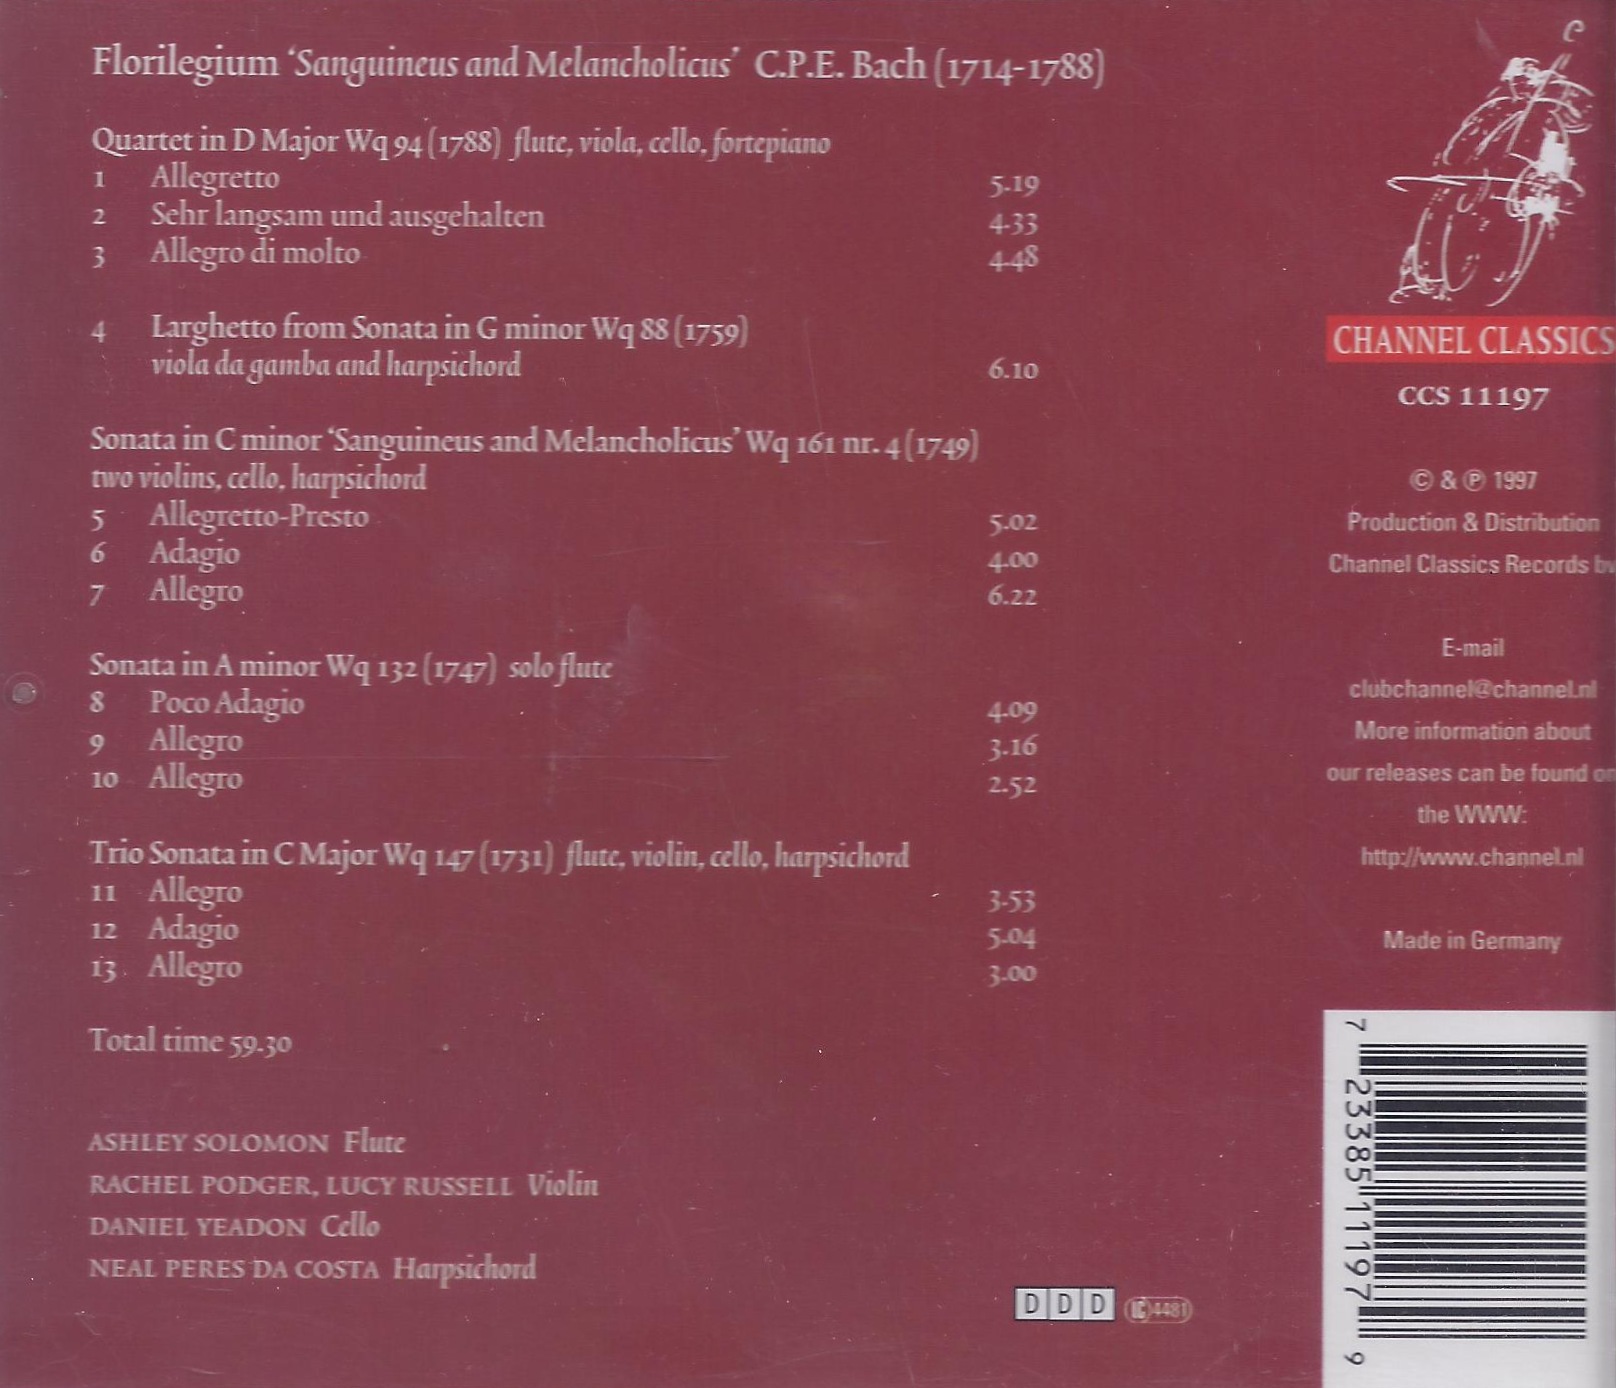 Florilegium ‘Sanguineus and Melancholicus’ C.P.E. Bach (1714-1788)
Quartet in D Major Wq 94 (1788) flute, viola, cello, fortepiano
1 Allegretto 5.19
2 Sehr langsam und ausgehalten 4.33
3 Allegro di molto 4.48
4 Larghetto from Sonata in G minor Wq 88 (1759)
viola da gamba and harpsichord 6.10
Sonata in C minor ‘Sanguineus and Melancholicus’ Wq 161 nr. 4 (1749)
two violins, cello, harpsichord
5 Allegretto-Presto 5.02
6 Adagio 4.00
7 Allegro 6.22
Sonata in A minor Wq 132 (1747) solo flute
8 Poco Adagio 4.09
9 Allegro 3.16
10 Allegro 2.52
Trio Sonata in C Major Wq 147 (1731) flute, violin, cello, harpsichord
11 Allegro 3.53
12 Adagio 5.04
13 Allegro 3.00
Total time 59.30
ASHLEY SOLOMON Flute
RACHEL PODGER, LUCY RUSSELL Violin
DANIEL YEADON Cello
NEAL PERES DA COSTA Harpsichord
DDD
LC 4481
CHANNEL CLASSICS
CCS 11197
© & ℗ 1997
Production & Distribution
Channel Classics Records bv
E-mail
clubchannel@channel.nl
More information about
our releases can be found on
the WWW:
http://www.channel.nl
Made in Germany
7 23385 11197 9